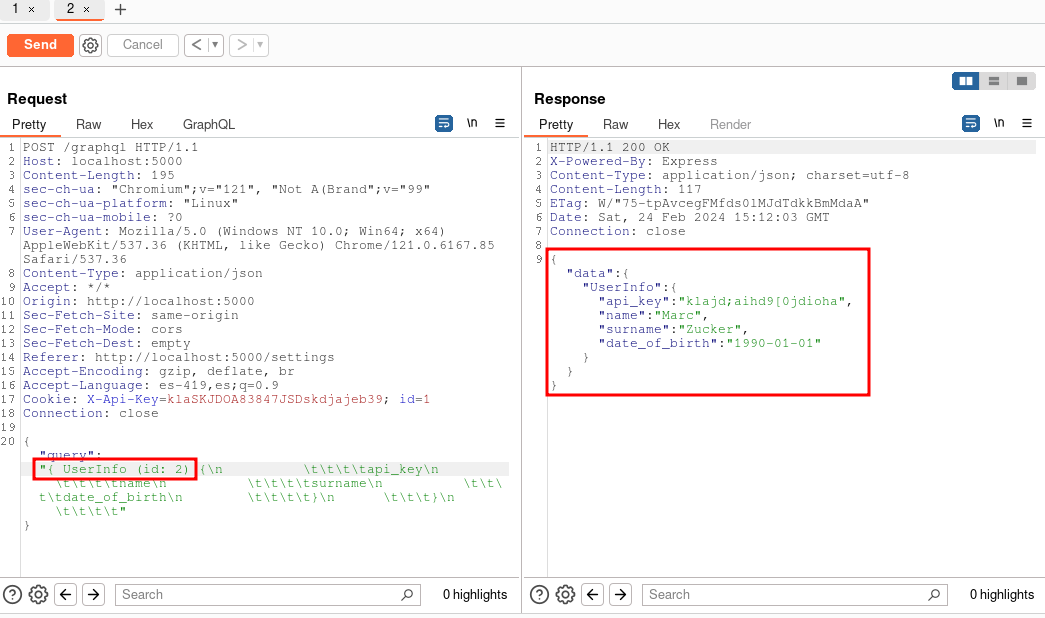 1 × 2 × +
Send Cancel < ▼ > ▼
Request
Pretty Raw Hex GraphQL \n
1 POST /graphql HTTP/1.1
2 Host: localhost:5000
3 Content-Length: 195
4 sec-ch-ua: "Chromium";v="121", "Not A(Brand";v="99"
5 sec-ch-ua-platform: "Linux"
6 sec-ch-ua-mobile: ?0
7 User-Agent: Mozilla/5.0 (Windows NT 10.0; Win64; x64)
AppleWebKit/537.36 (KHTML, like Gecko) Chrome/121.0.6167.85
Safari/537.36
8 Content-Type: application/json
9 Accept: */*
10 Origin: http://localhost:5000
11 Sec-Fetch-Site: same-origin
12 Sec-Fetch-Mode: cors
13 Sec-Fetch-Dest: empty
14 Referer: http://localhost:5000/settings
15 Accept-Encoding: gzip, deflate, br
16 Accept-Language: es-419,es;q=0.9
17 Cookie: X-Api-Key=klaSKJDOA83847JSDskdjajeb39; id=1
18 Connection: close
19
20 {
"query":
"{ UserInfo (id: 2) {\n \t\t\t\tapi_key\n
\t\t\t\tname\n \t\t\t\tsurname\n \t\t\
t\tdate_of_birth\n \t\t\t\t}\n \t\t\t}\n
\t\t\t\t"
}
? Search 0 highlights
Response
Pretty Raw Hex Render \n
1 HTTP/1.1 200 OK
2 X-Powered-By: Express
3 Content-Type: application/json; charset=utf-8
4 Content-Length: 117
5 ETag: W/"75-tpAvcegFMfds0lMJdTdkkBmMdaA"
6 Date: Sat, 24 Feb 2024 15:12:03 GMT
7 Connection: close
8
9 {
"data":{
"UserInfo":{
"api_key":"klajd;aihd9[0jdioha",
"name":"Marc",
"surname":"Zucker",
"date_of_birth":"1990-01-01"
}
}
}
? Search 0 highlights